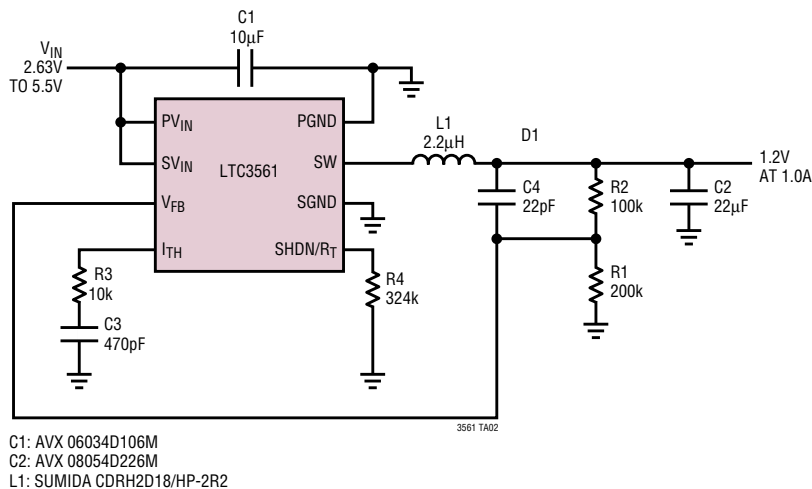 C1
10µF
VIN
2.63V
TO 5.5V
PVIN
PGND
L1
2.2µH
D1
SVIN
LTC3561
SW
1.2V
AT 1.0A
VFB
SGND
C4
22pF
R2
100k
C2
22µF
ITH
SHDN/RT
R3
10k
R4
324k
R1
200k
C3
470pF
3561 TA02
C1: AVX 06034D106M
C2: AVX 08054D226M
L1: SUMIDA CDRH2D18/HP-2R2